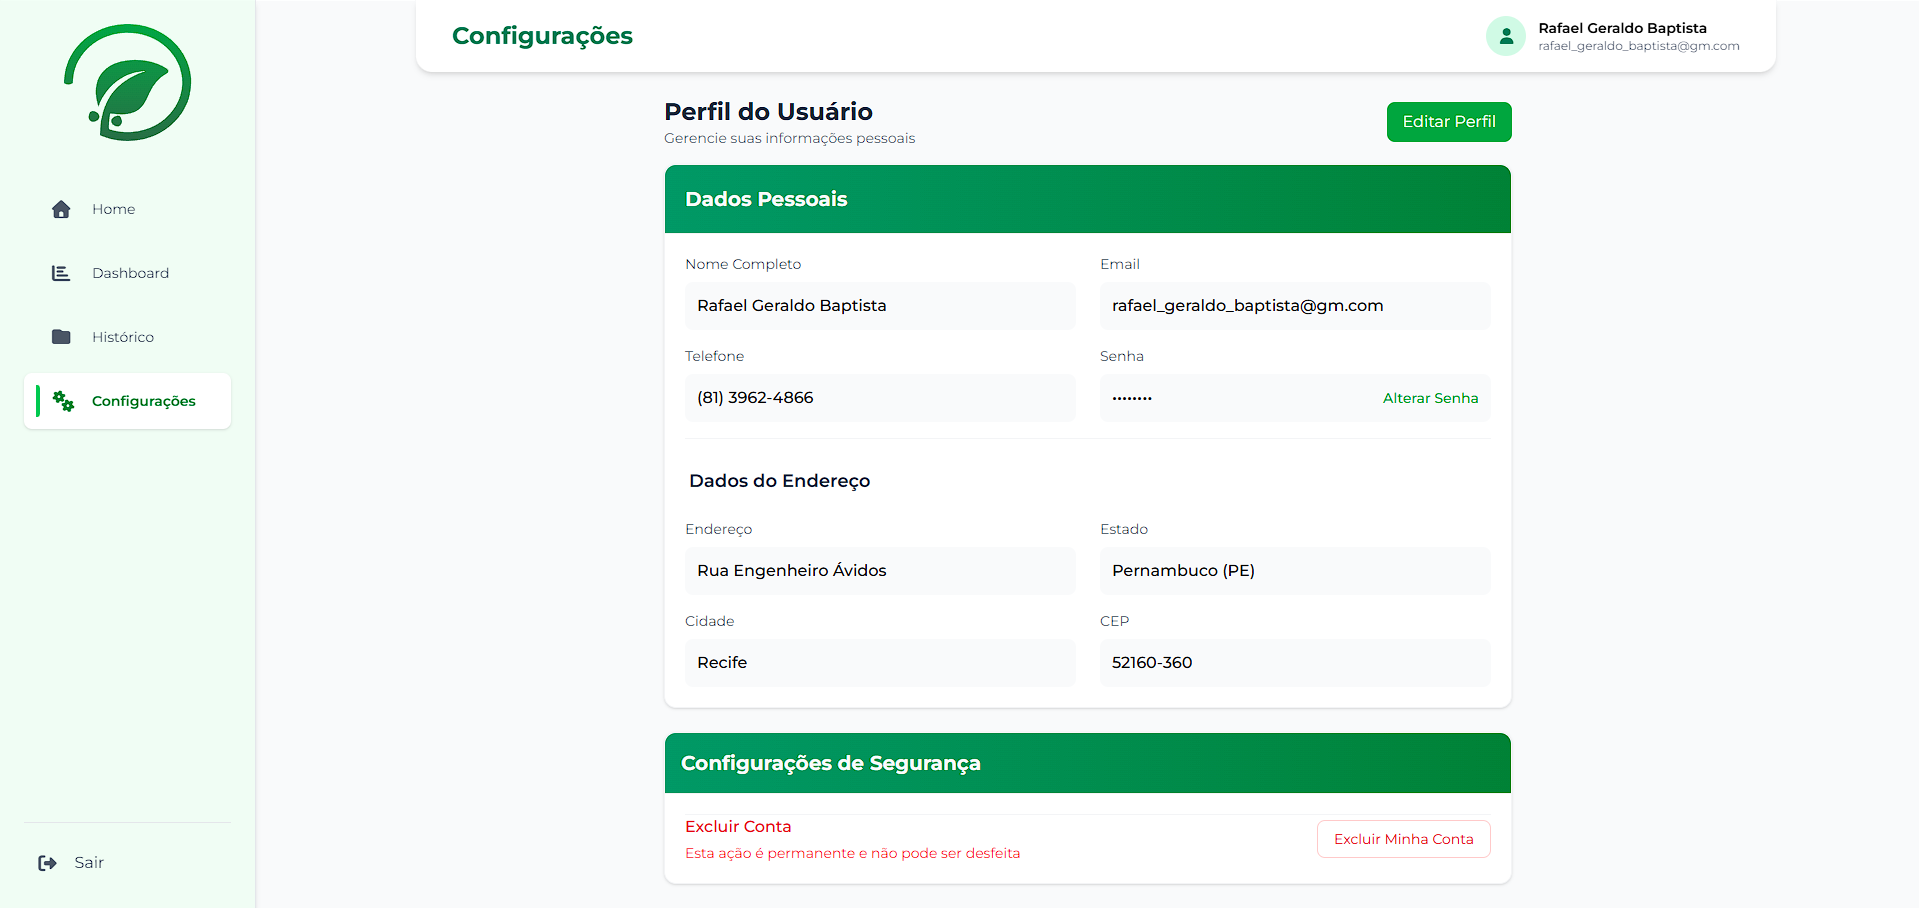 Home
Dashboard
Histórico
Configurações
Sair
Configurações
Rafael Geraldo Baptista
rafael_geraldo_baptista@gm.com
Perfil do Usuário
Gerencie suas informações pessoais
Editar Perfil
Dados Pessoais
Nome Completo
Rafael Geraldo Baptista
Email
rafael_geraldo_baptista@gm.com
Telefone
(81) 3962-4866
Senha
••••••••
Alterar Senha
Dados do Endereço
Endereço
Rua Engenheiro Ávidos
Estado
Pernambuco (PE)
Cidade
Recife
CEP
52160-360
Configurações de Segurança
Excluir Conta
Esta ação é permanente e não pode ser desfeita
Excluir Minha Conta